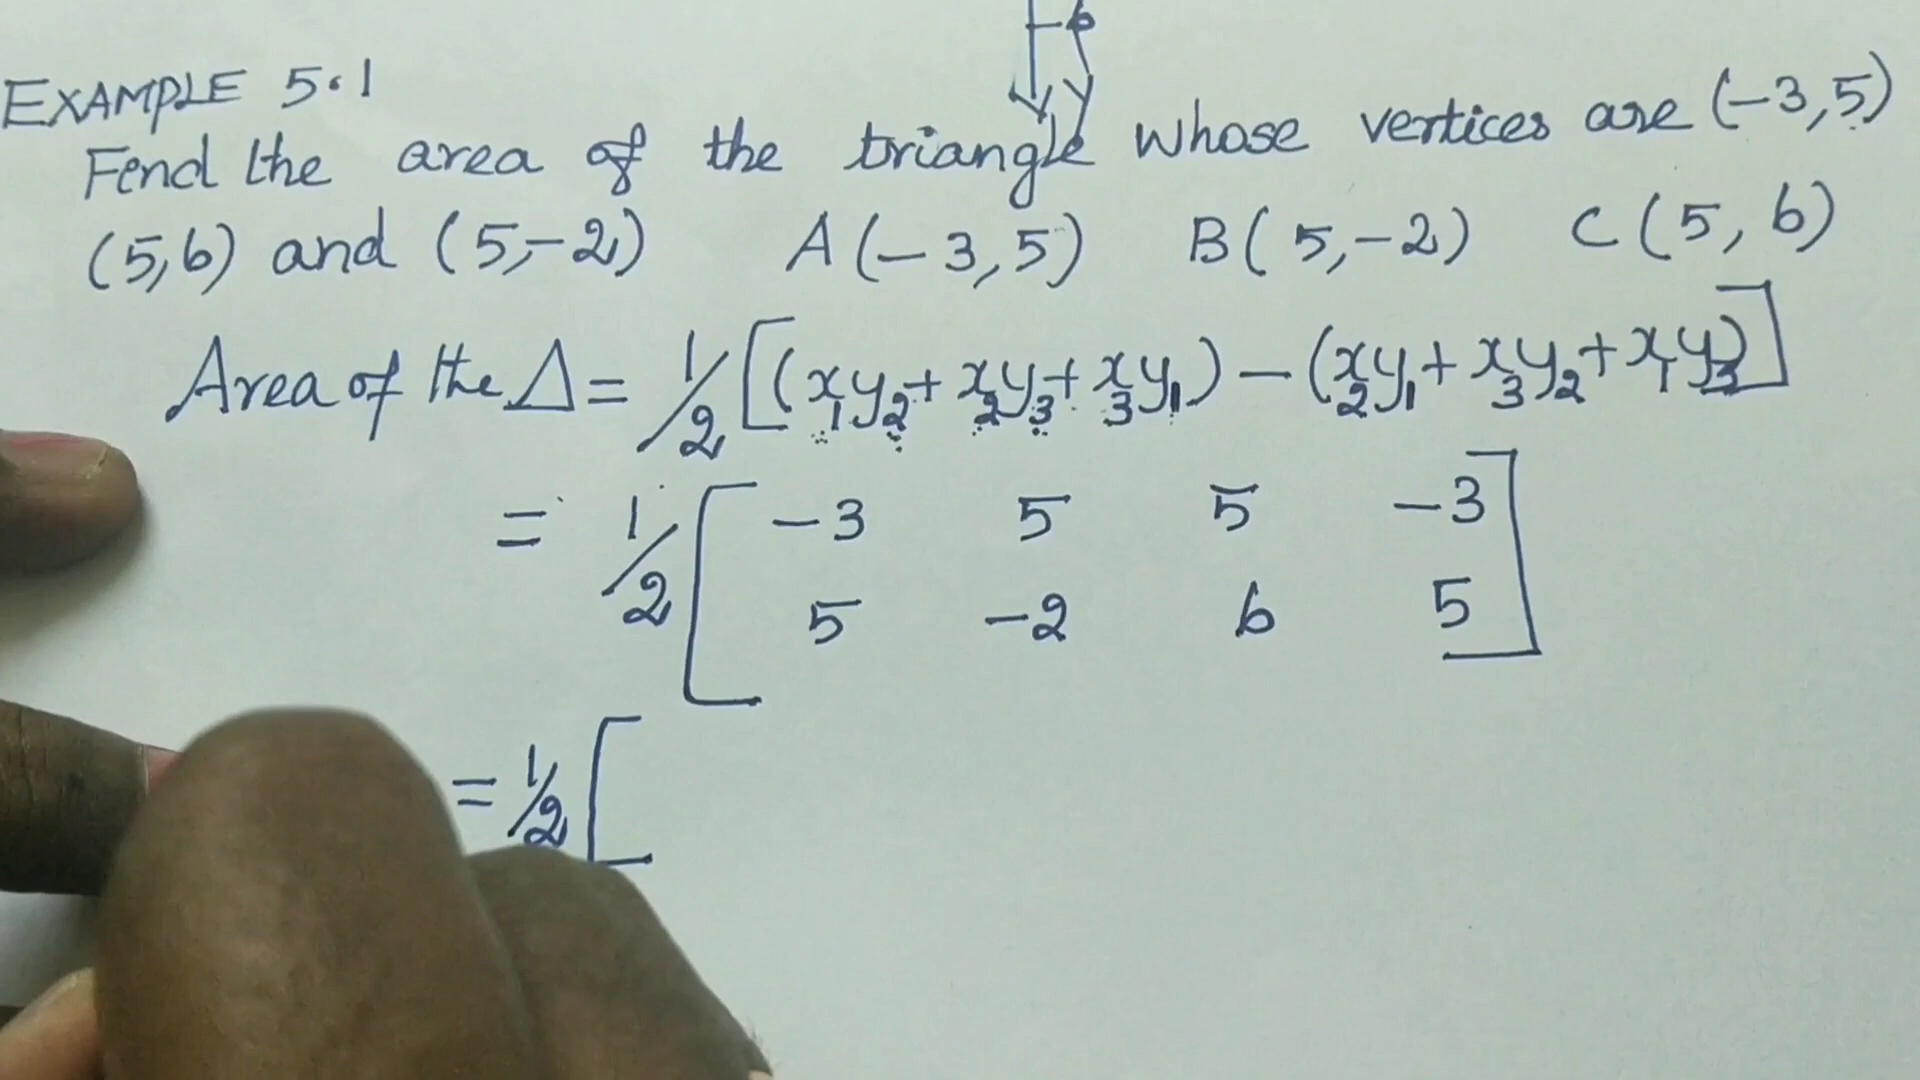 -6
EXAMPLE 5.1
Find the area of the triangle whose vertices are (-3,5)
(5,6) and (5,-2) A(-3,5) B(5,-2) C(5,6)
Area of the Δ = 1/2 [(x₁y₂+x₂y₃+x₃y₁)-(x₂y₁+x₃y₂+x₁y₃)]
= 1/2 [ -3 5 5 -3
5 -2 6 5 ]
= 1/2 [